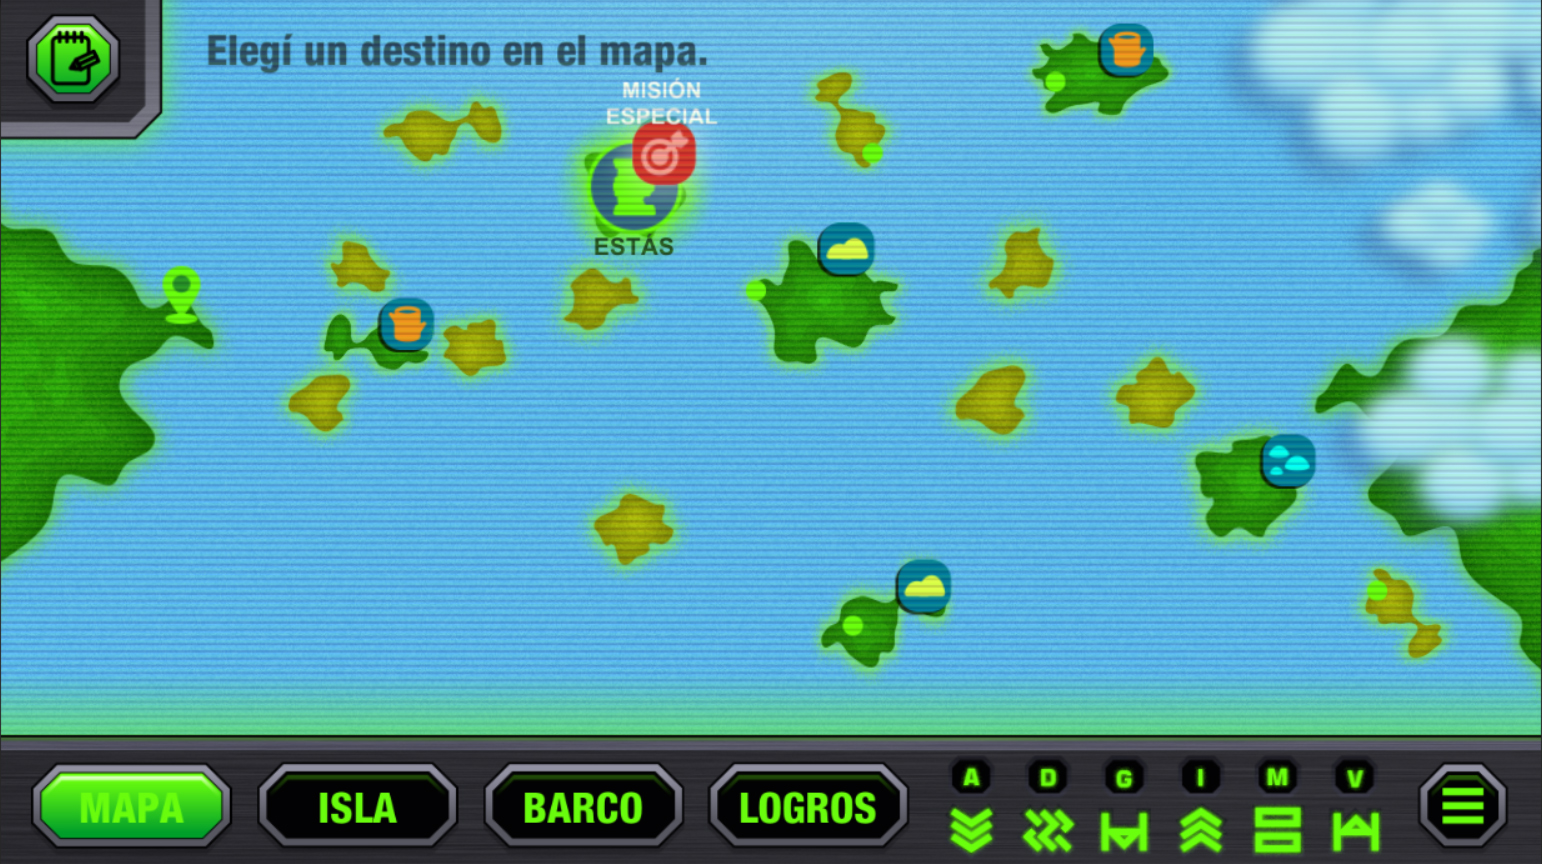 Elegí un destino en el mapa.
MISIÓN
ESPECIAL
ESTÁS
MAPA
ISLA
BARCO
LOGROS
A D G I M V